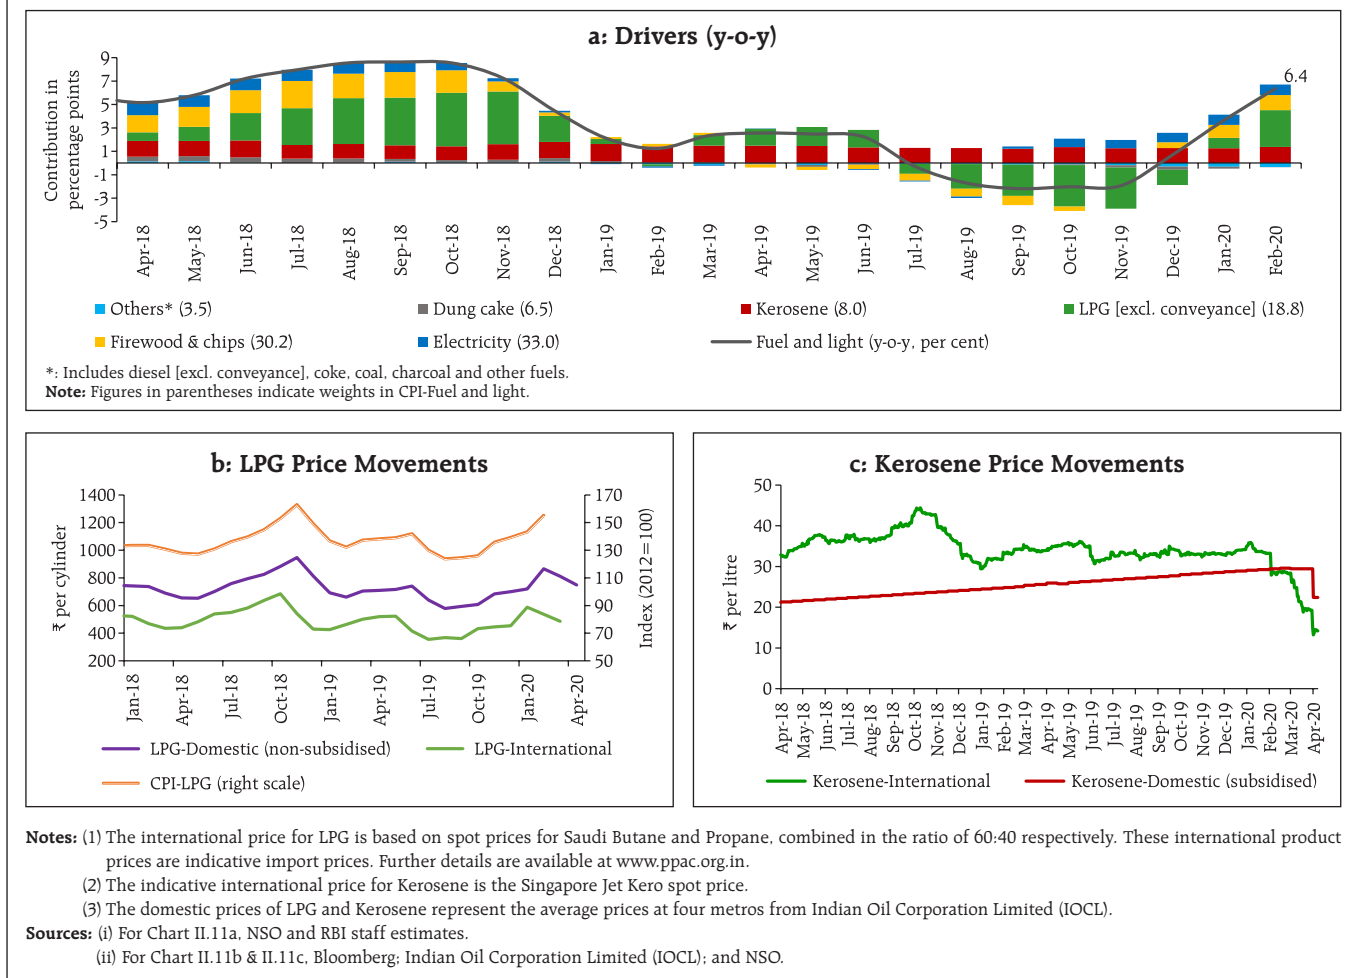 a: Drivers (y-o-y)
Contribution in
percentage points
9
7
5
3
1
-1
-3
-5
6.4
Apr-18
May-18
Jun-18
Jul-18
Aug-18
Sep-18
Oct-18
Nov-18
Dec-18
Jan-19
Feb-19
Mar-19
Apr-19
May-19
Jun-19
Jul-19
Aug-19
Sep-19
Oct-19
Nov-19
Dec-19
Jan-20
Feb-20
Others* (3.5)
Dung cake (6.5)
Kerosene (8.0)
LPG [excl. conveyance] (18.8)
Firewood & chips (30.2)
Electricity (33.0)
Fuel and light (y-o-y, per cent)
*: Includes diesel [excl. conveyance], coke, coal, charcoal and other fuels.
Note: Figures in parentheses indicate weights in CPI-Fuel and light.
b: LPG Price Movements
₹ per cylinder
1400
1200
1000
800
600
400
200
170
150
130
110
90
70
50
Index (2012=100)
Jan-18
Apr-18
Jul-18
Oct-18
Jan-19
Apr-19
Jul-19
Oct-19
Jan-20
Apr-20
LPG-Domestic (non-subsidised)
LPG-International
CPI-LPG (right scale)
c: Kerosene Price Movements
₹ per litre
50
40
30
20
10
0
Apr-18
May-18
Jun-18
Jul-18
Aug-18
Sep-18
Oct-18
Nov-18
Dec-18
Jan-19
Feb-19
Mar-19
Apr-19
May-19
Jun-19
Jul-19
Aug-19
Sep-19
Oct-19
Nov-19
Dec-19
Jan-20
Feb-20
Mar-20
Apr-20
Kerosene-International
Kerosene-Domestic (subsidised)
Notes: (1) The international price for LPG is based on spot prices for Saudi Butane and Propane, combined in the ratio of 60:40 respectively. These international product
prices are indicative import prices. Further details are available at www.ppac.org.in.
(2) The indicative international price for Kerosene is the Singapore Jet Kero spot price.
(3) The domestic prices of LPG and Kerosene represent the average prices at four metros from Indian Oil Corporation Limited (IOCL).
Sources: (i) For Chart II.11a, NSO and RBI staff estimates.
(ii) For Chart II.11b & II.11c, Bloomberg; Indian Oil Corporation Limited (IOCL); and NSO.